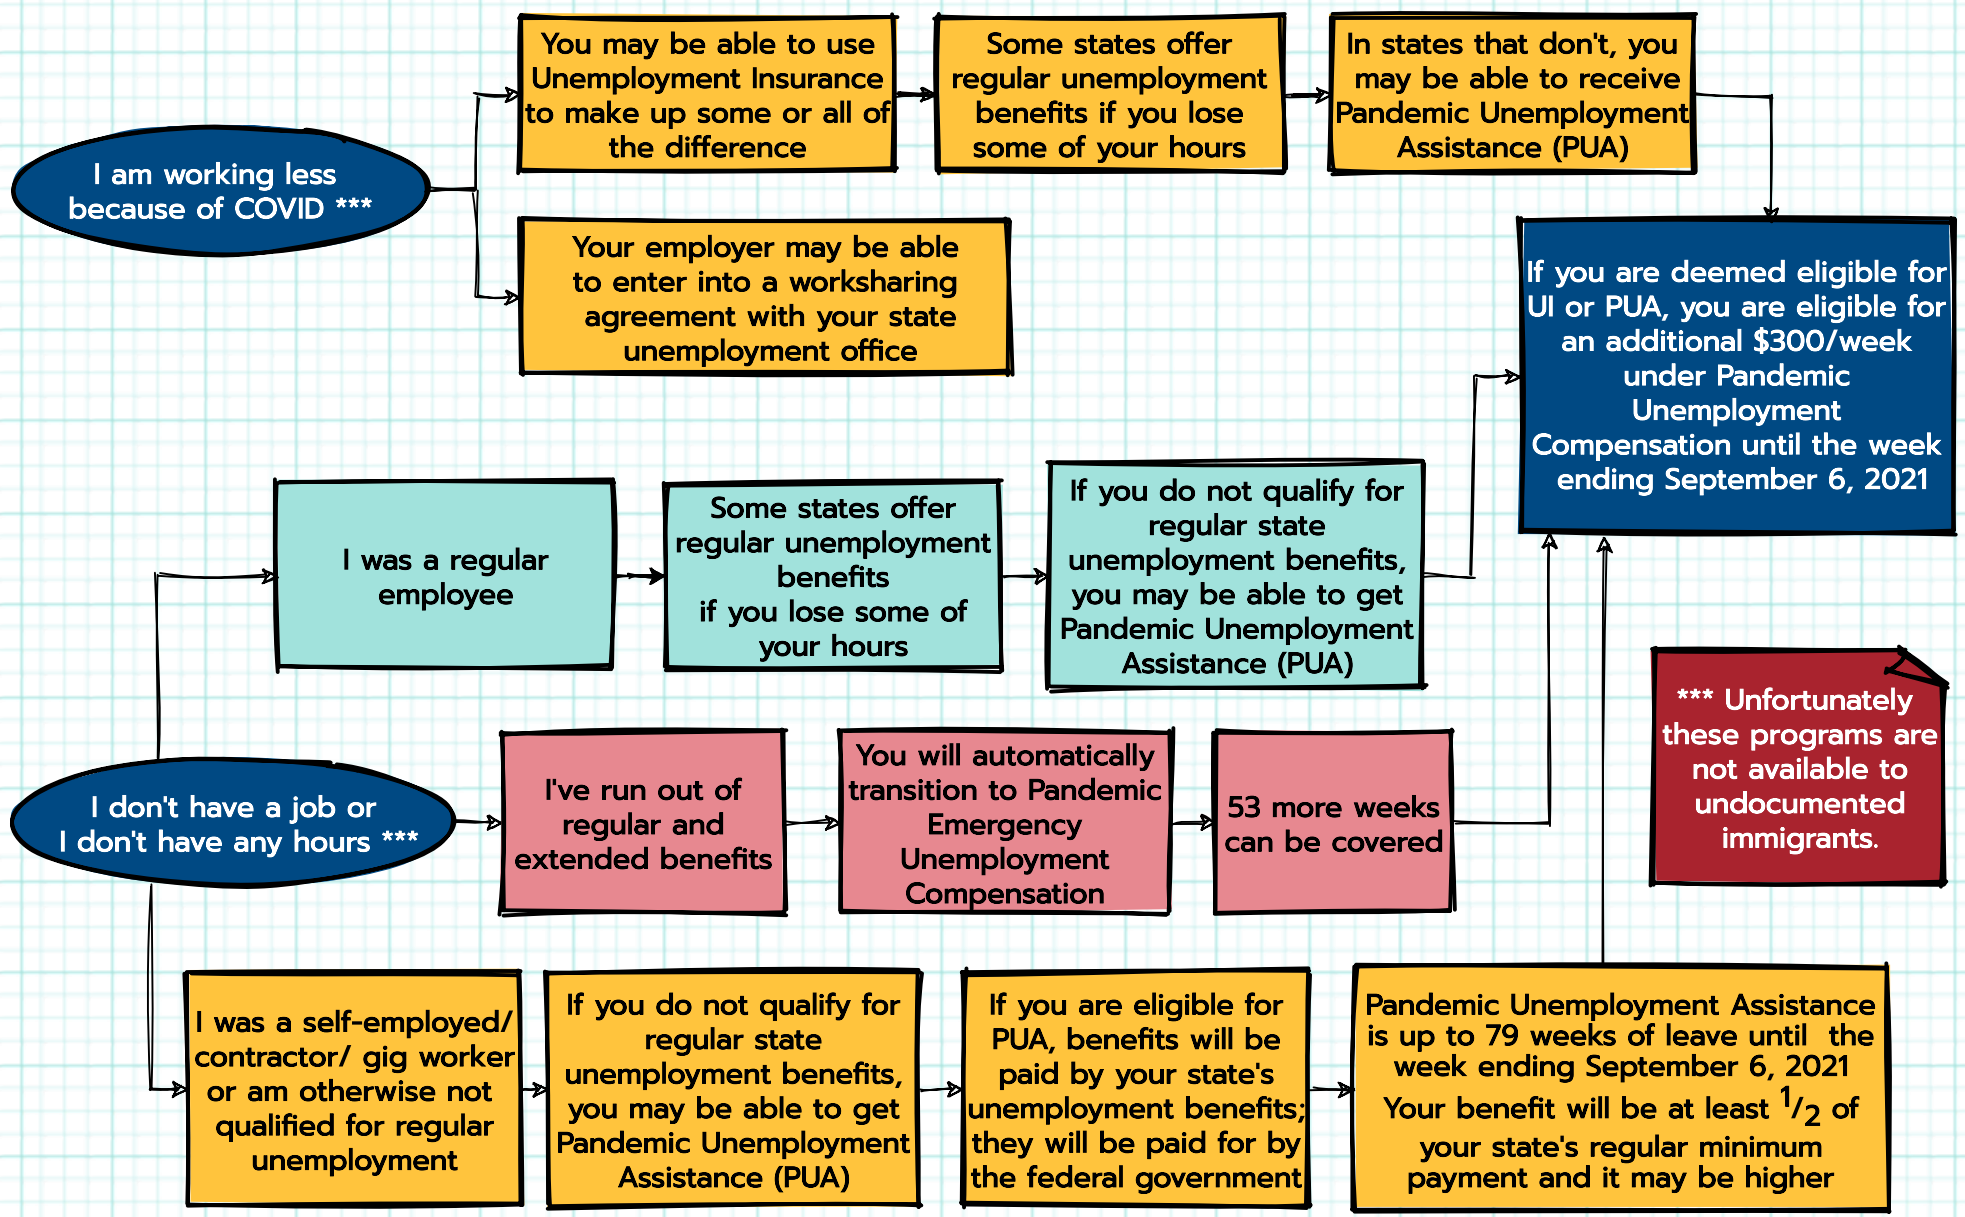 You may be able to use
Unemployment Insurance
to make up some or all of
the difference
Some states offer
regular unemployment
benefits if you lose
some of your hours
In states that don't, you
may be able to receive
Pandemic Unemployment
Assistance (PUA)
I am working less
because of COVID ***
Your employer may be able
to enter into a worksharing
agreement with your state
unemployment office
If you are deemed eligible for
UI or PUA, you are eligible for
an additional $300/week
under Pandemic
Unemployment
Compensation until the week
ending September 6, 2021
I was a regular
employee
Some states offer
regular unemployment
benefits
if you lose some of
your hours
If you do not qualify for
regular state
unemployment benefits,
you may be able to get
Pandemic Unemployment
Assistance (PUA)
*** Unfortunately
these programs are
not available to
undocumented
immigrants.
I don't have a job or
I don't have any hours ***
I've run out of
regular and
extended benefits
You will automatically
transition to Pandemic
Emergency
Unemployment
Compensation
53 more weeks
can be covered
I was a self-employed/
contractor/ gig worker
or am otherwise not
qualified for regular
unemployment
If you do not qualify for
regular state
unemployment benefits,
you may be able to get
Pandemic Unemployment
Assistance (PUA)
If you are eligible for
PUA, benefits will be
paid by your state's
unemployment benefits;
they will be paid for by
the federal government
Pandemic Unemployment Assistance
is up to 79 weeks of leave until the
week ending September 6, 2021
Your benefit will be at least 1/2 of
your state's regular minimum
payment and it may be higher